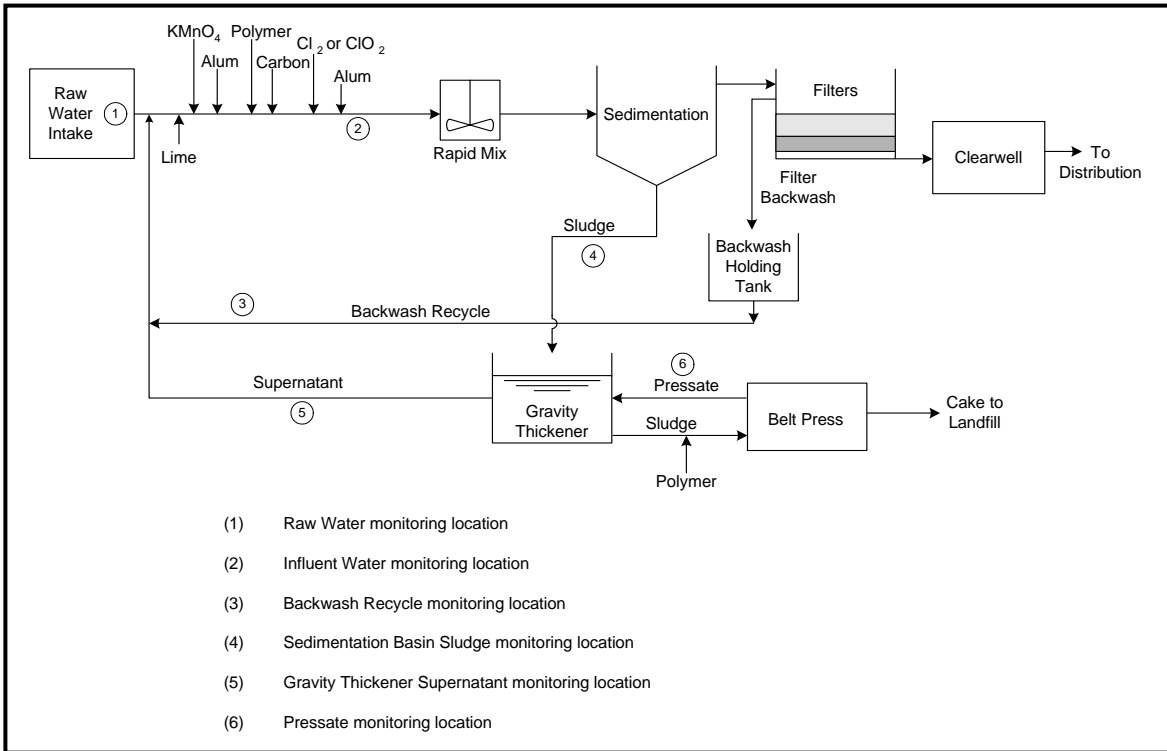 KMnO4 Polymer
Cl2 or ClO2
Alum
Carbon
Alum
Raw
Water
Intake
1
2
Lime
Rapid Mix
Sedimentation
Filters
Clearwell
To
Distribution
Filter
Backwash
Sludge
4
Backwash
Holding
Tank
3
Backwash Recycle
6
Pressate
Supernatant
5
Gravity
Thickener
Sludge
Belt Press
Cake to
Landfill
Polymer
(1) Raw Water monitoring location
(2) Influent Water monitoring location
(3) Backwash Recycle monitoring location
(4) Sedimentation Basin Sludge monitoring location
(5) Gravity Thickener Supernatant monitoring location
(6) Pressate monitoring location